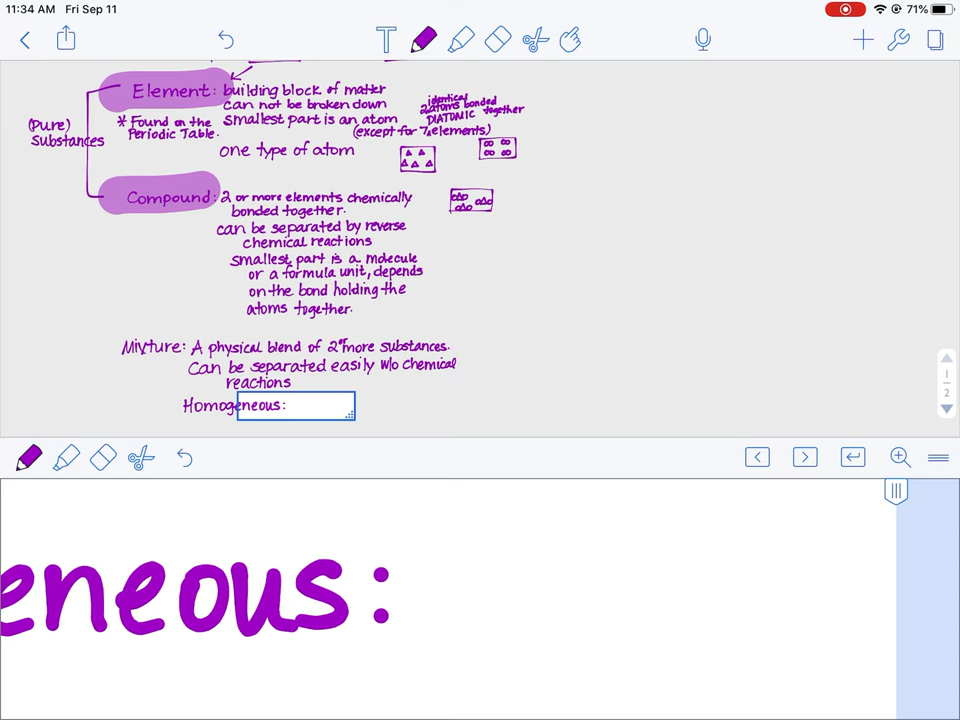 11:34 AM Fri Sep 11
71%
T
Element: building block of matter
can not be broken down
smallest part is an atom
(except for 7 elements)
identical
2 atoms bonded
DIATONIC together
(Pure)
Substances
* Found on the
Periodic Table.
one type of atom
Compound: 2 or more elements chemically
bonded together.
can be separated by reverse
chemical reactions
smallest part is a molecule
or a formula unit, depends
on the bond holding the
atoms together.
Mixture: A physical blend of 2 or more substances.
Can be separated easily w/o chemical
reactions
Homogeneous:
1
2
eneous: